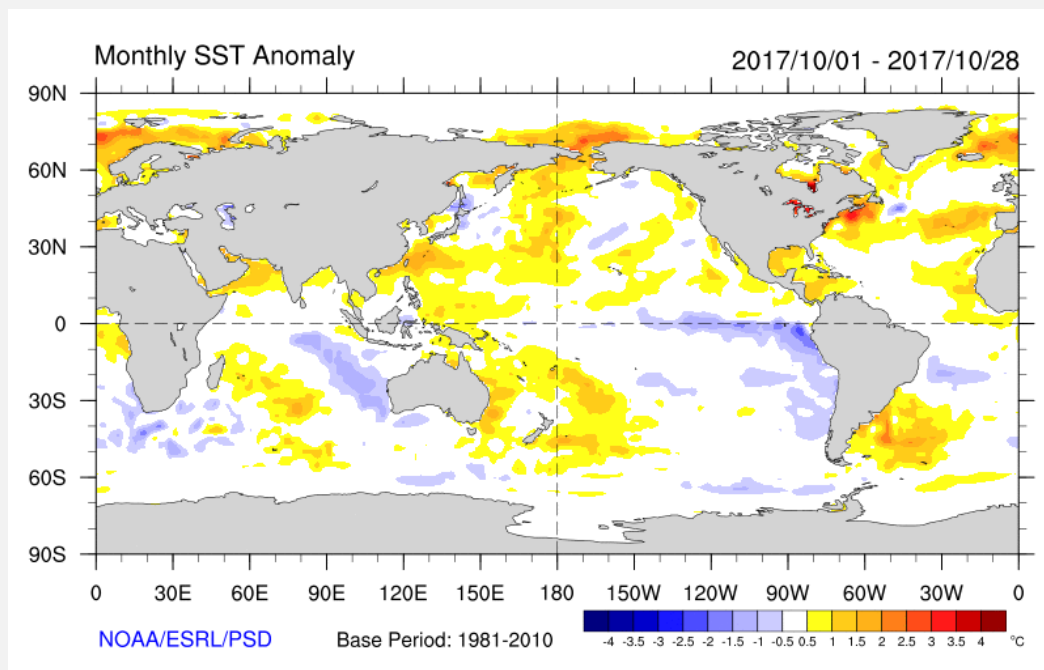 Monthly SST Anomaly 2017/10/01 - 2017/10/28
90N
60N
30N
0
30S
60S
90S
0 30E 60E 90E 120E 150E 180 150W 120W 90W 60W 30W 0
NOAA/ESRL/PSD Base Period: 1981-2010
-4 -3.5 -3 -2.5 -2 -1.5 -1 -0.5 0.5 1 1.5 2 2.5 3 3.5 4 °C